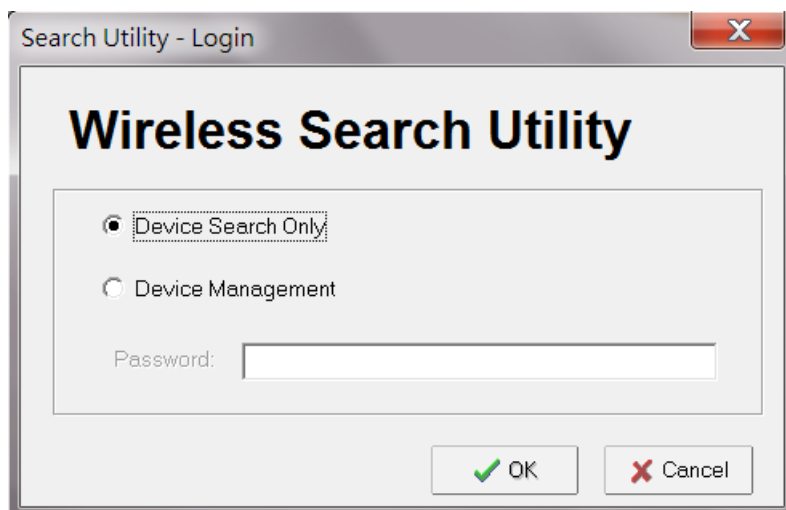 Search Utility - Login
Wireless Search Utility
Device Search Only
Device Management
Password:
OK
Cancel